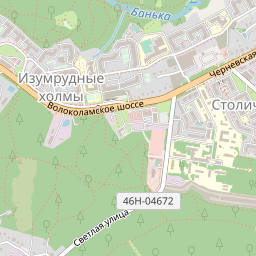 Банька
Черневская
Изумрудные
холмы
Волоколамское шоссе
Столич
46Н-04672
Светлая улица